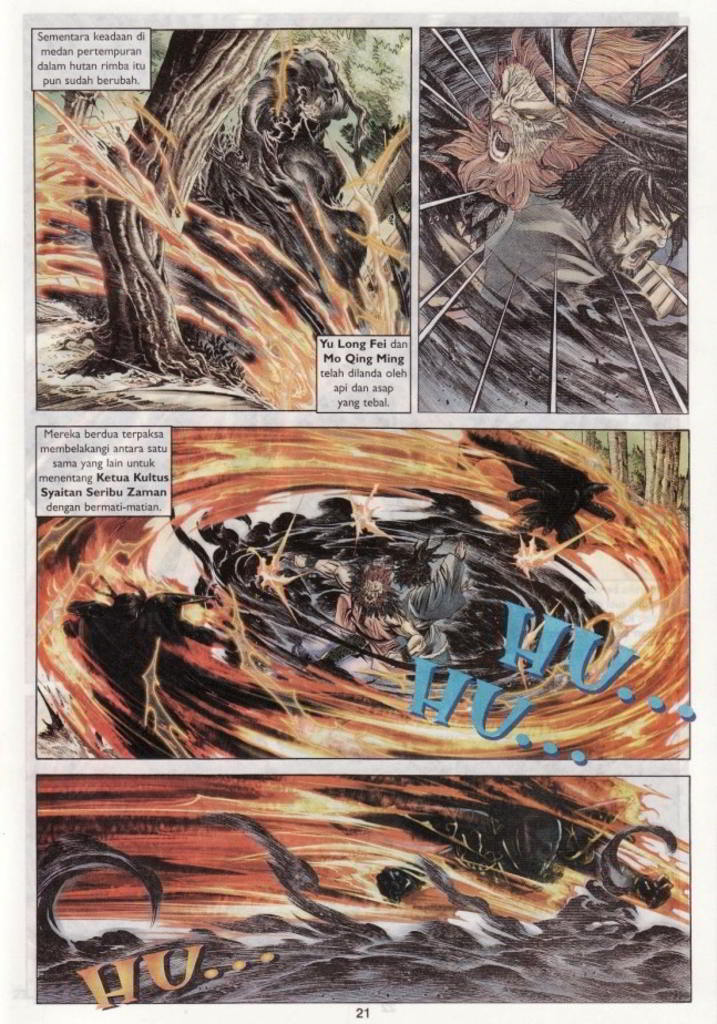 Sementara keadaan di
medan pertempuran
dalam hutan rimba itu
pun sudah berubah.
Yu Long Fei dan
Mo Qing Ming
telah dilanda oleh
api dan asap
yang tebal.
Mereka berdua terpaksa
membelakangi antara satu
sama yang lain untuk
menentang Ketua Kultus
Syaitan Seribu Zaman
dengan bermati-matian.
HU...
HU...
HU...
21